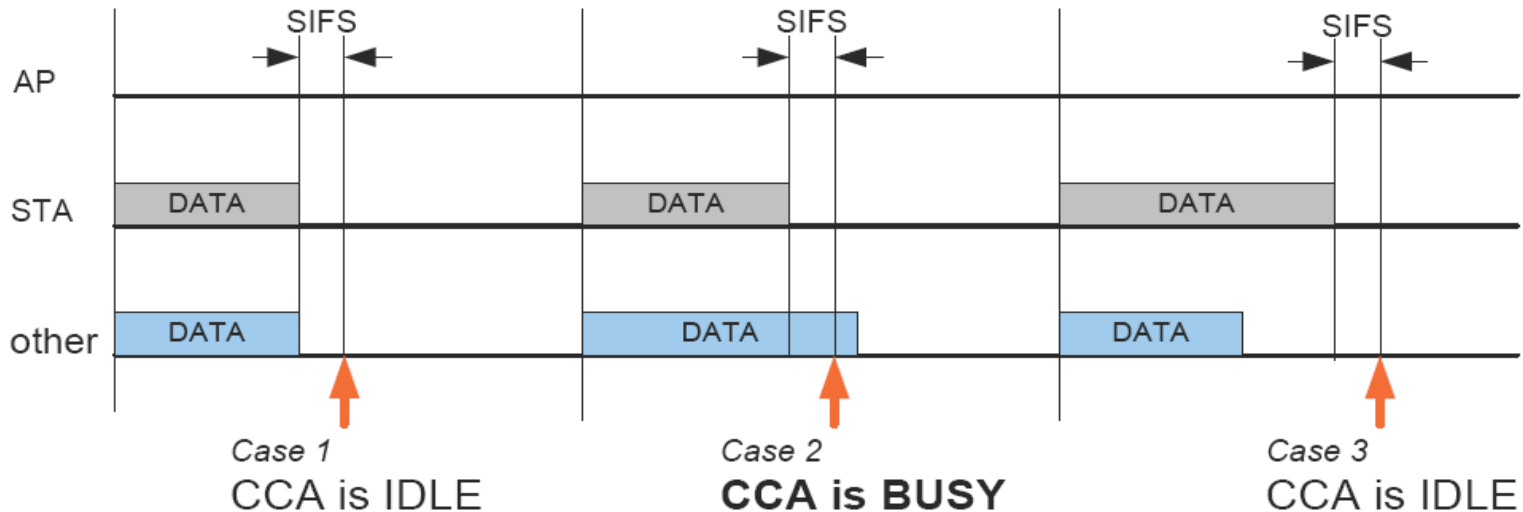 SIFS SIFS SIFS
AP
STA DATA DATA DATA
other DATA DATA DATA
Case 1 Case 2 Case 3
CCA is IDLE CCA is BUSY CCA is IDLE